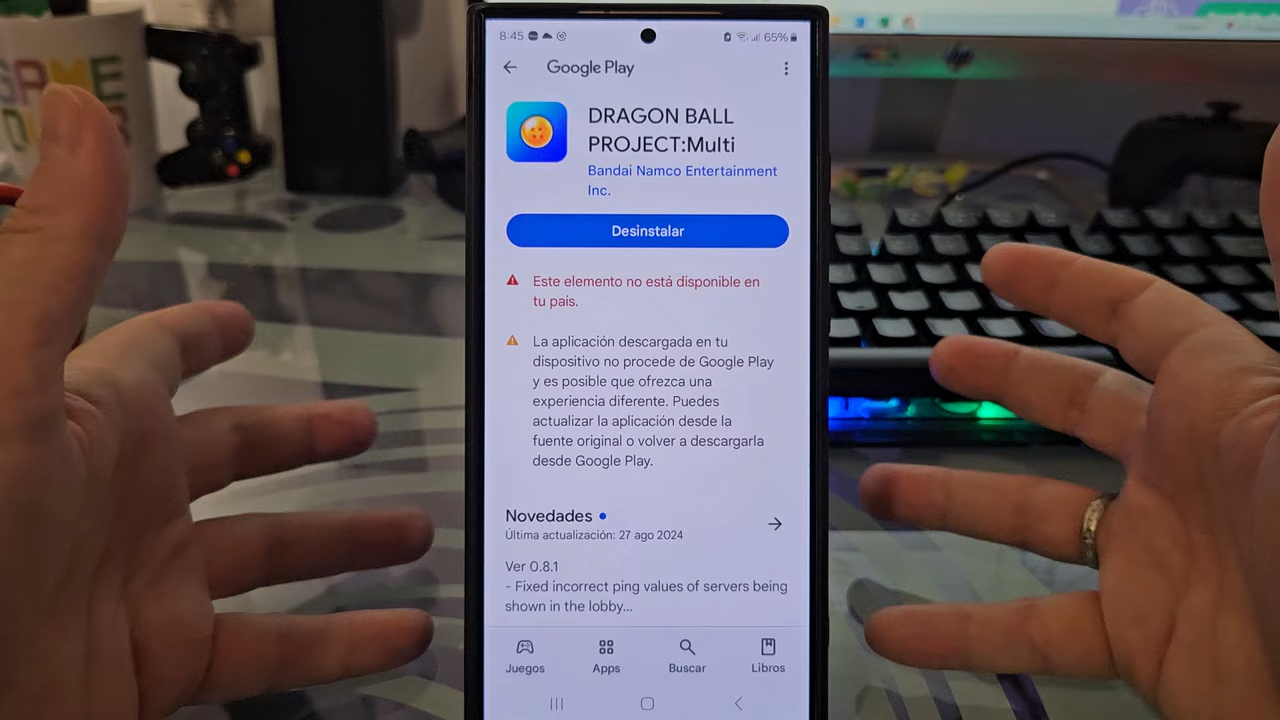 8:45
65%
Google Play
DRAGON BALL
PROJECT:Multi
Bandai Namco Entertainment
Inc.
Desinstalar
Este elemento no está disponible en
tu país.
La aplicación descargada en tu
dispositivo no procede de Google Play
y es posible que ofrezca una
experiencia diferente. Puedes
actualizar la aplicación desde la
fuente original o volver a descargarla
desde Google Play.
Novedades
Última actualización: 27 ago 2024
Ver 0.8.1
- Fixed incorrect ping values of servers being
shown in the lobby...
Juegos
Apps
Buscar
Libros
GAME
hp